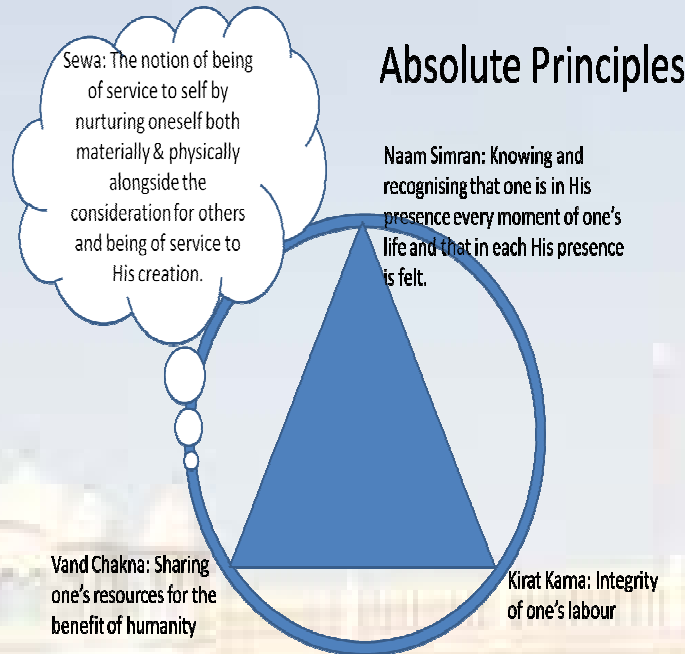 Absolute Principles
Sewa: The notion of being
of service to self by
nurturing oneself both
materially & physically
alongside the
consideration for others
and being of service to
His creation.
Naam Simran: Knowing and
recognising that one is in His
presence every moment of one's
life and that in each His presence
is felt.
Vand Chakna: Sharing
one's resources for the
benefit of humanity
Kirat Karna: Integrity
of one's labour